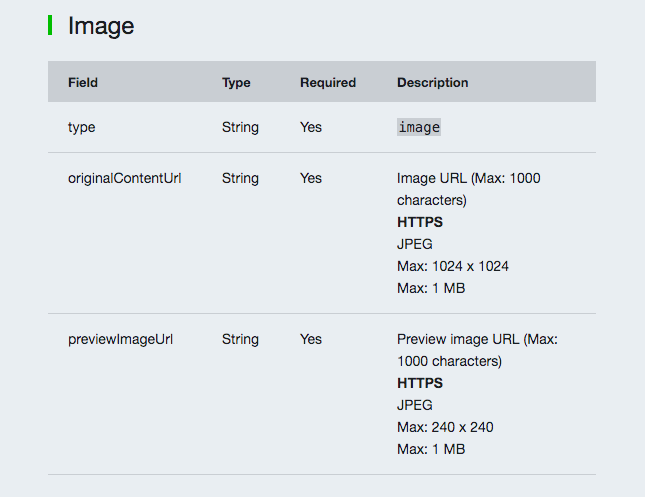 Image
Field Type Required Description
type String Yes image
originalContentUrl String Yes Image URL (Max: 1000
characters)
HTTPS
JPEG
Max: 1024 x 1024
Max: 1 MB
previewImageUrl String Yes Preview image URL (Max:
1000 characters)
HTTPS
JPEG
Max: 240 x 240
Max: 1 MB